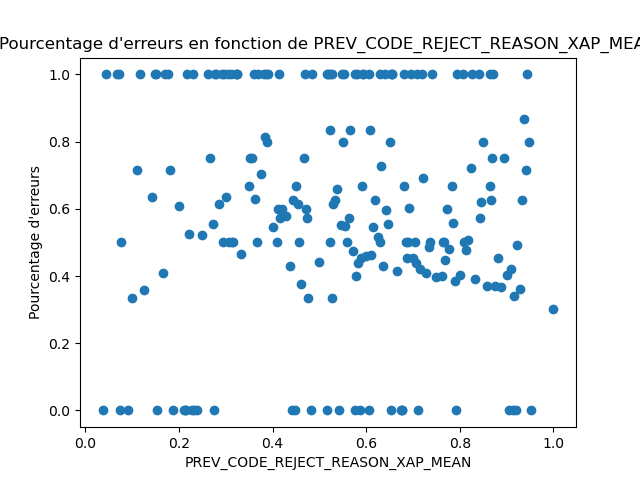 Pourcentage d'erreurs en fonction de PREV_CODE_REJECT_REASON_XAP_MEA
Pourcentage d'erreurs
1.0
0.8
0.6
0.4
0.2
0.0
0.0 0.2 0.4 0.6 0.8 1.0
PREV_CODE_REJECT_REASON_XAP_MEAN